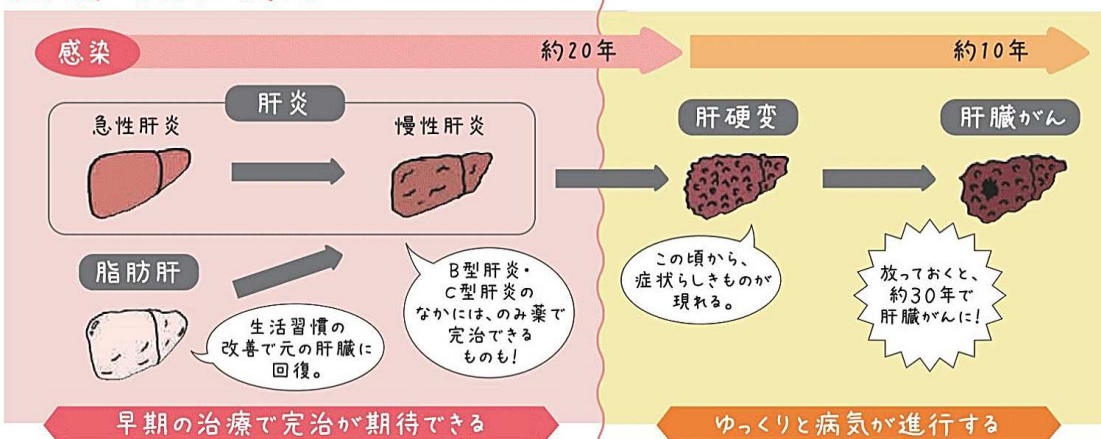 感染
約20年
約10年
肝炎
急性肝炎
慢性肝炎
肝硬変
肝臓がん
脂肪肝
生活習慣の
改善で元の肝臓に
回復。
B型肝炎・
C型肝炎の
なかには、のみ薬で
完治できる
ものも!
この頃から、
症状らしきものが
現れる。
放っておくと、
約30年で
肝臓がんに!
早期の治療で完治が期待できる
ゆっくりと病気が進行する